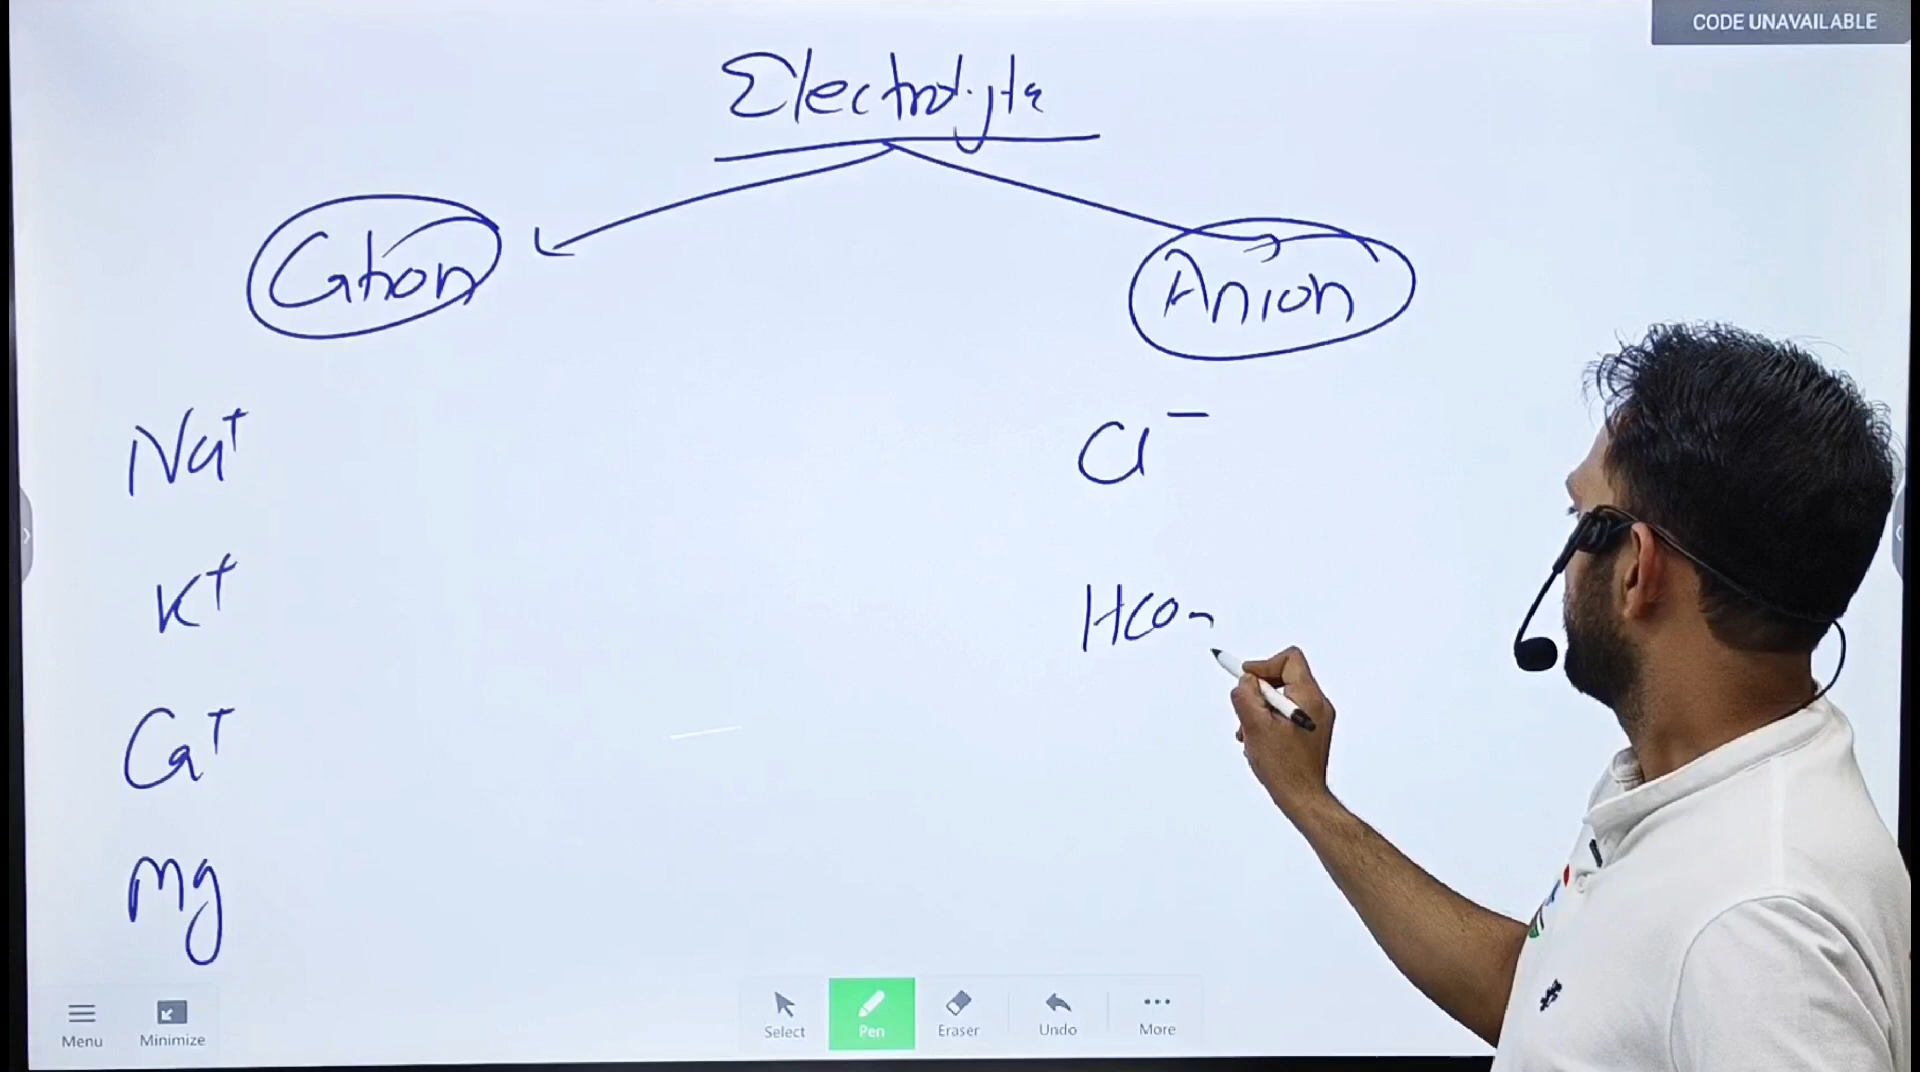 CODE UNAVAILABLE
Electrolyte
Cation
Anion
Na+
Cl-
K+
HCO
Ca+
Mg
Menu
Minimize
Select
Pen
Eraser
Undo
More